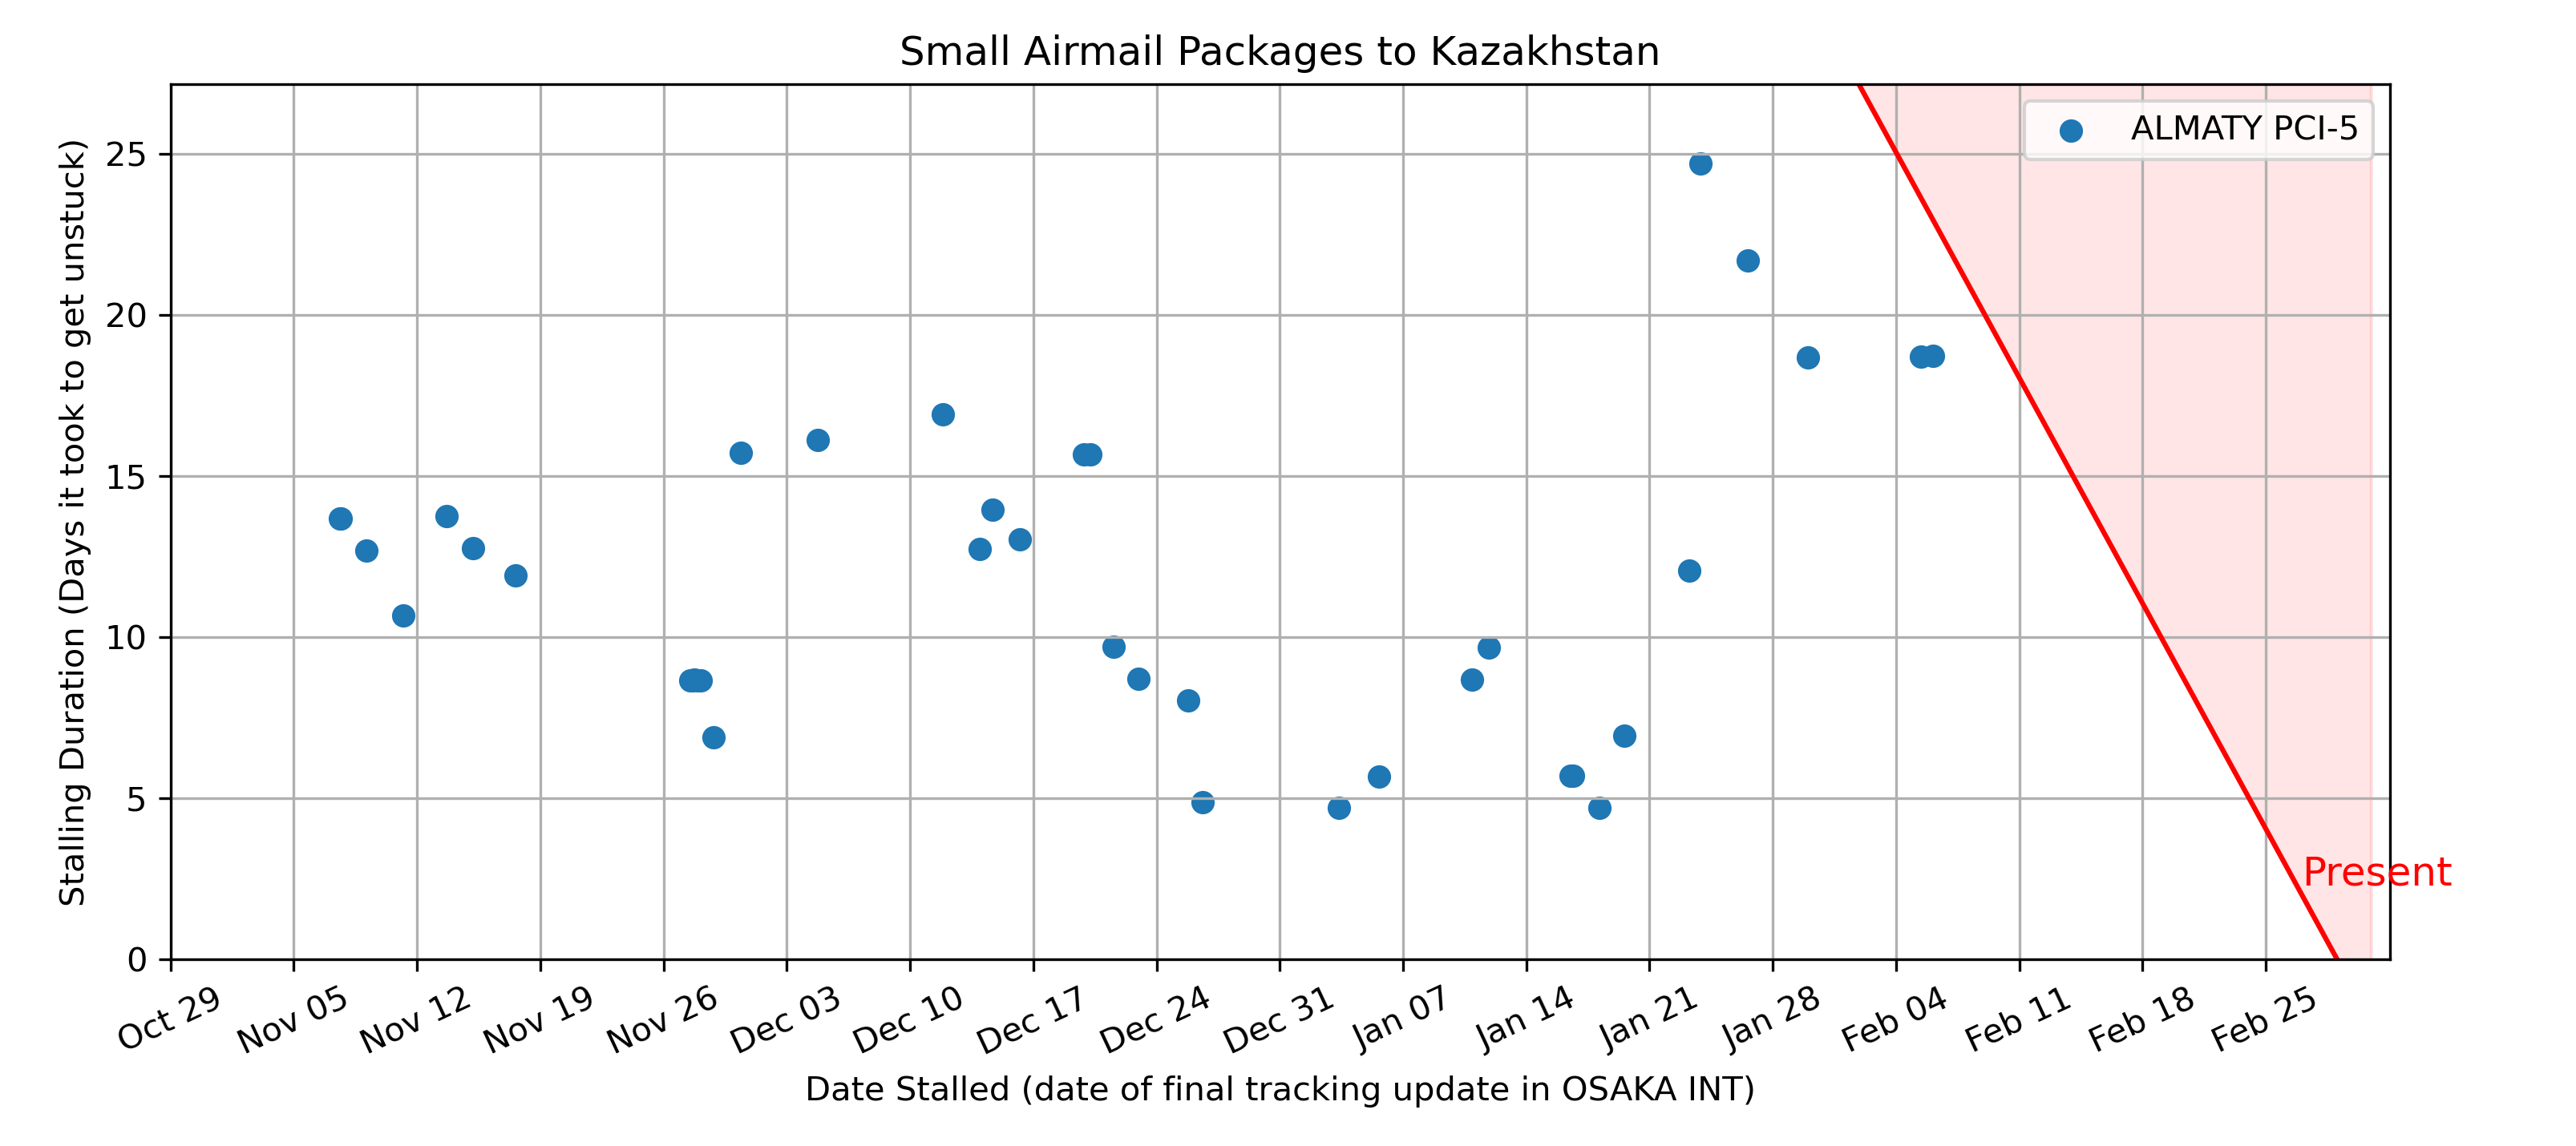 Small Airmail Packages to Kazakhstan
ALMATY PCI-5
Stalling Duration (Days it took to get unstuck)
25
20
15
10
5
0
Present
Oct 29
Nov 05
Nov 12
Nov 19
Nov 26
Dec 03
Dec 10
Dec 17
Dec 24
Dec 31
Jan 07
Jan 14
Jan 21
Jan 28
Feb 04
Feb 11
Feb 18
Feb 25
Date Stalled (date of final tracking update in OSAKA INT)